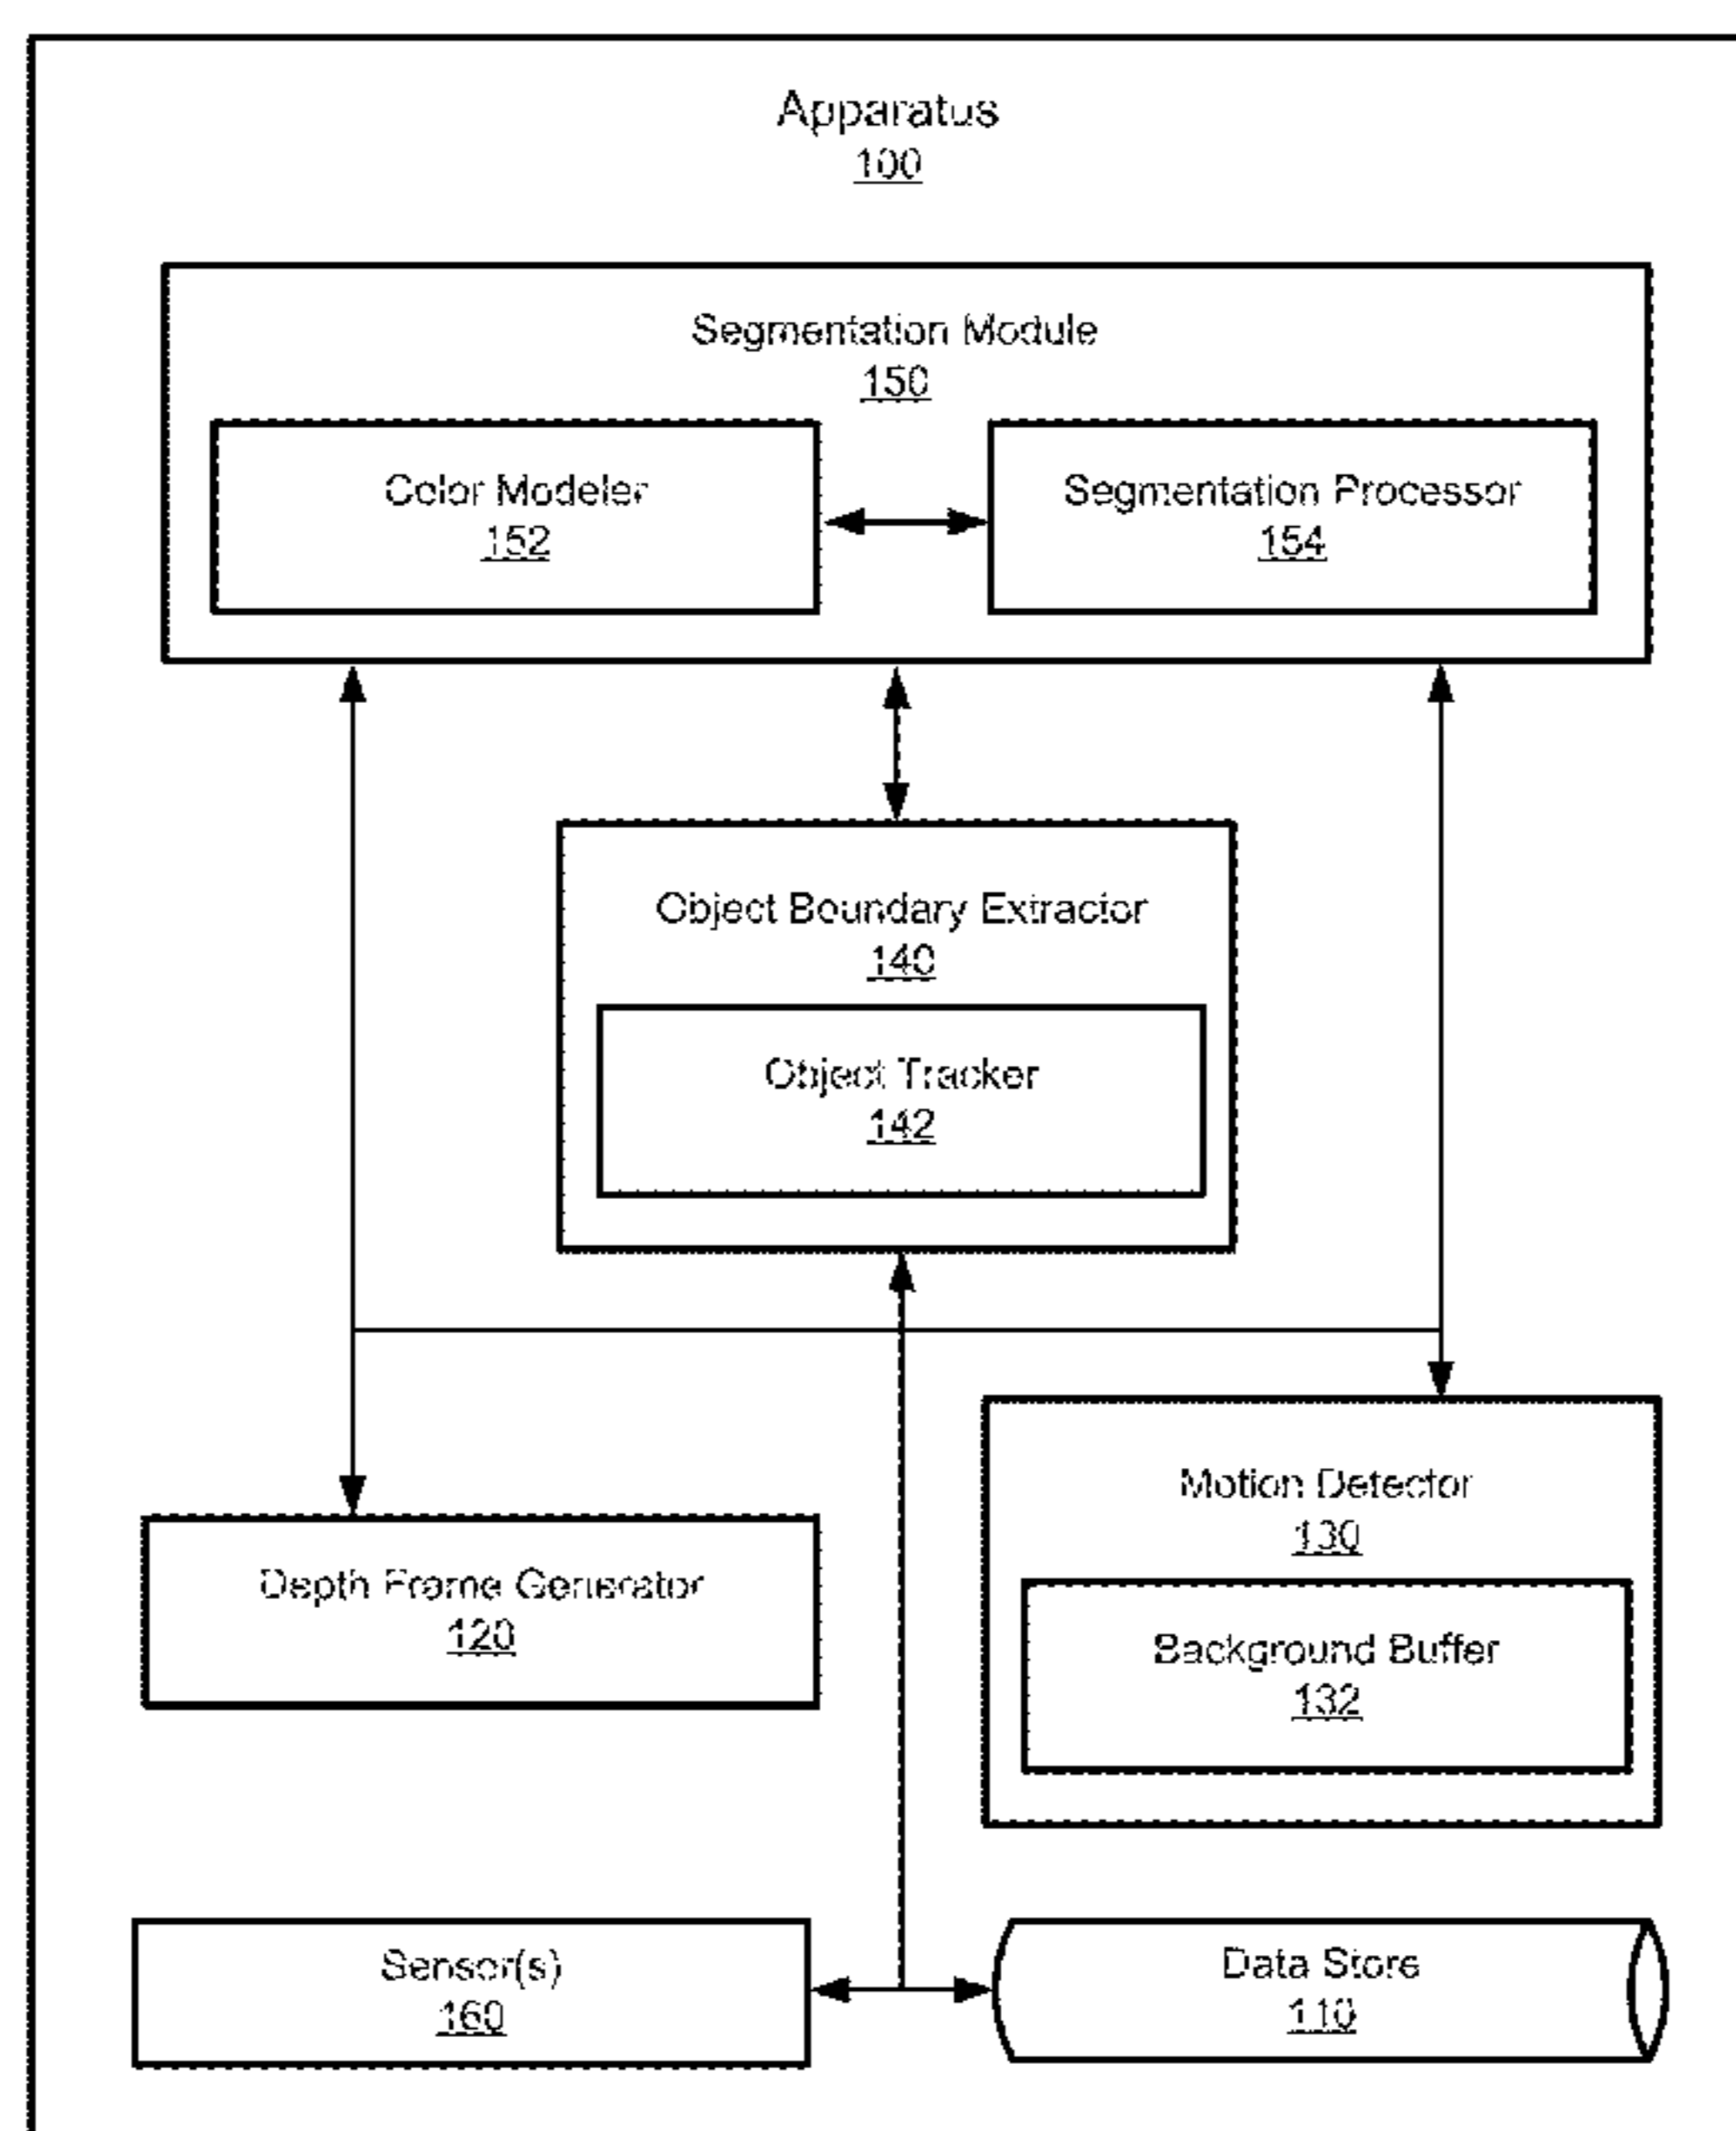 Apparatus
100
Segmentation Module
150
Color Modeler
152
Segmentation Processor
154
Object Boundary Extractor
140
Object Tracker
142
Depth Frame Generator
120
Motion Detector
130
Background Buffer
132
Sensor(s)
160
Data Store
110